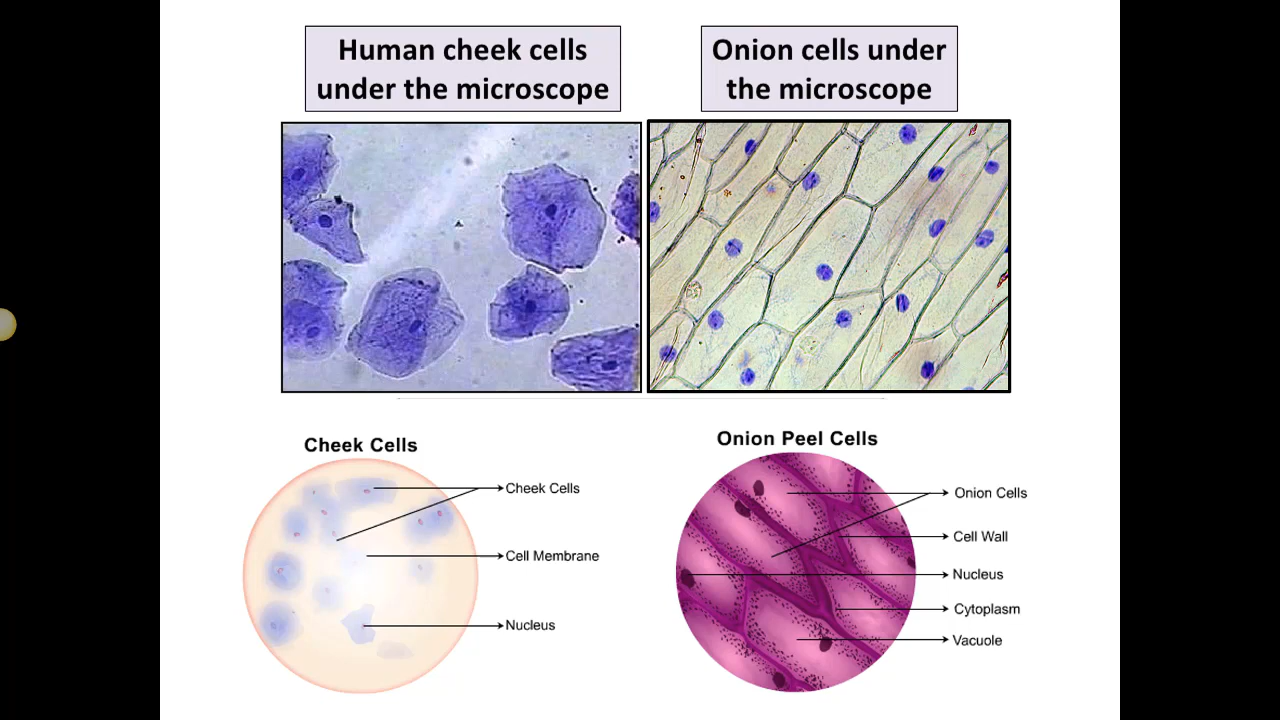 Human cheek cells
under the microscope
Onion cells under
the microscope
Cheek Cells
Cheek Cells
Cell Membrane
Nucleus
Onion Peel Cells
Onion Cells
Cell Wall
Nucleus
Cytoplasm
Vacuole